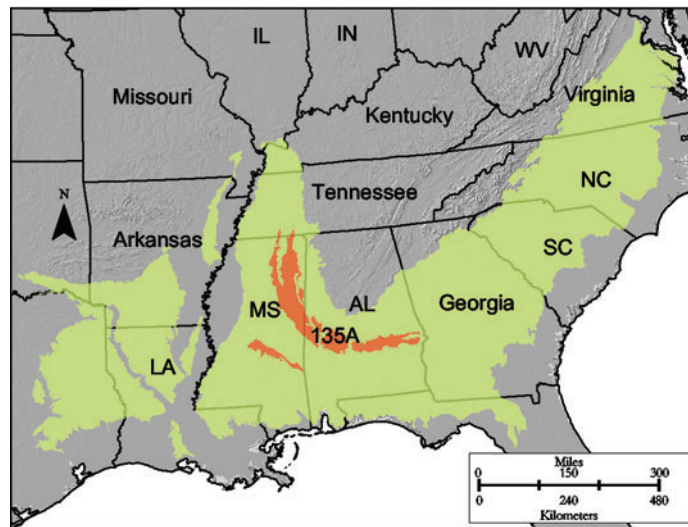 IL
IN
WV
Missouri
Virginia
Kentucky
N
NC
Tennessee
Arkansas
SC
MS
AL
Georgia
135A
LA
Miles
0 150 300
0 240 480
Kilometers